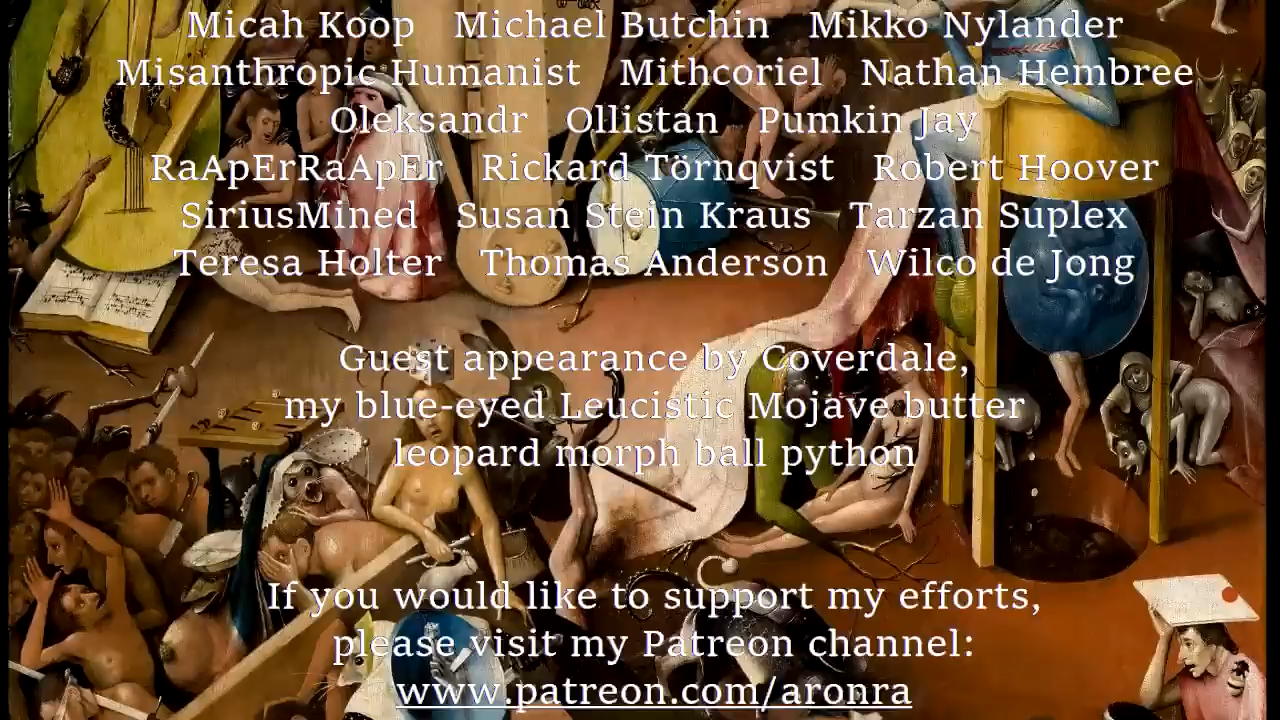 Micah Koop Michael Butchin Mikko Nylander
Misanthropic Humanist Mithcoriel Nathan Hembree
Oleksandr Ollistan Pumkin Jay
RaApErRaApEr Rickard Törnqvist Robert Hoover
SiriusMined Susan Stein Kraus Tarzan Suplex
Teresa Holter Thomas Anderson Wilco de Jong
Guest appearance by Coverdale,
my blue-eyed Leucistic Mojave butter
leopard morph ball python
If you would like to support my efforts,
please visit my Patreon channel:
www.patreon.com/aronra